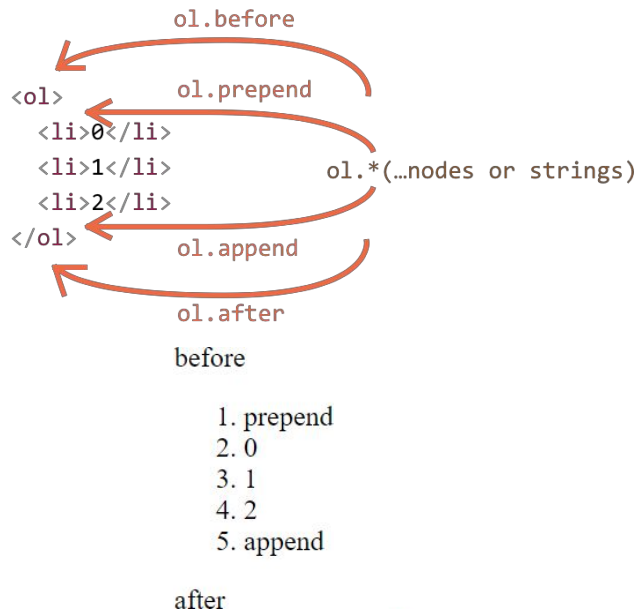 ol.before
<ol>
ol.prepend
<li>0</li>
<li>1</li>
ol.*(…nodes or strings)
<li>2</li>
</ol>
ol.append
ol.after
before
1. prepend
2. 0
3. 1
4. 2
5. append
after